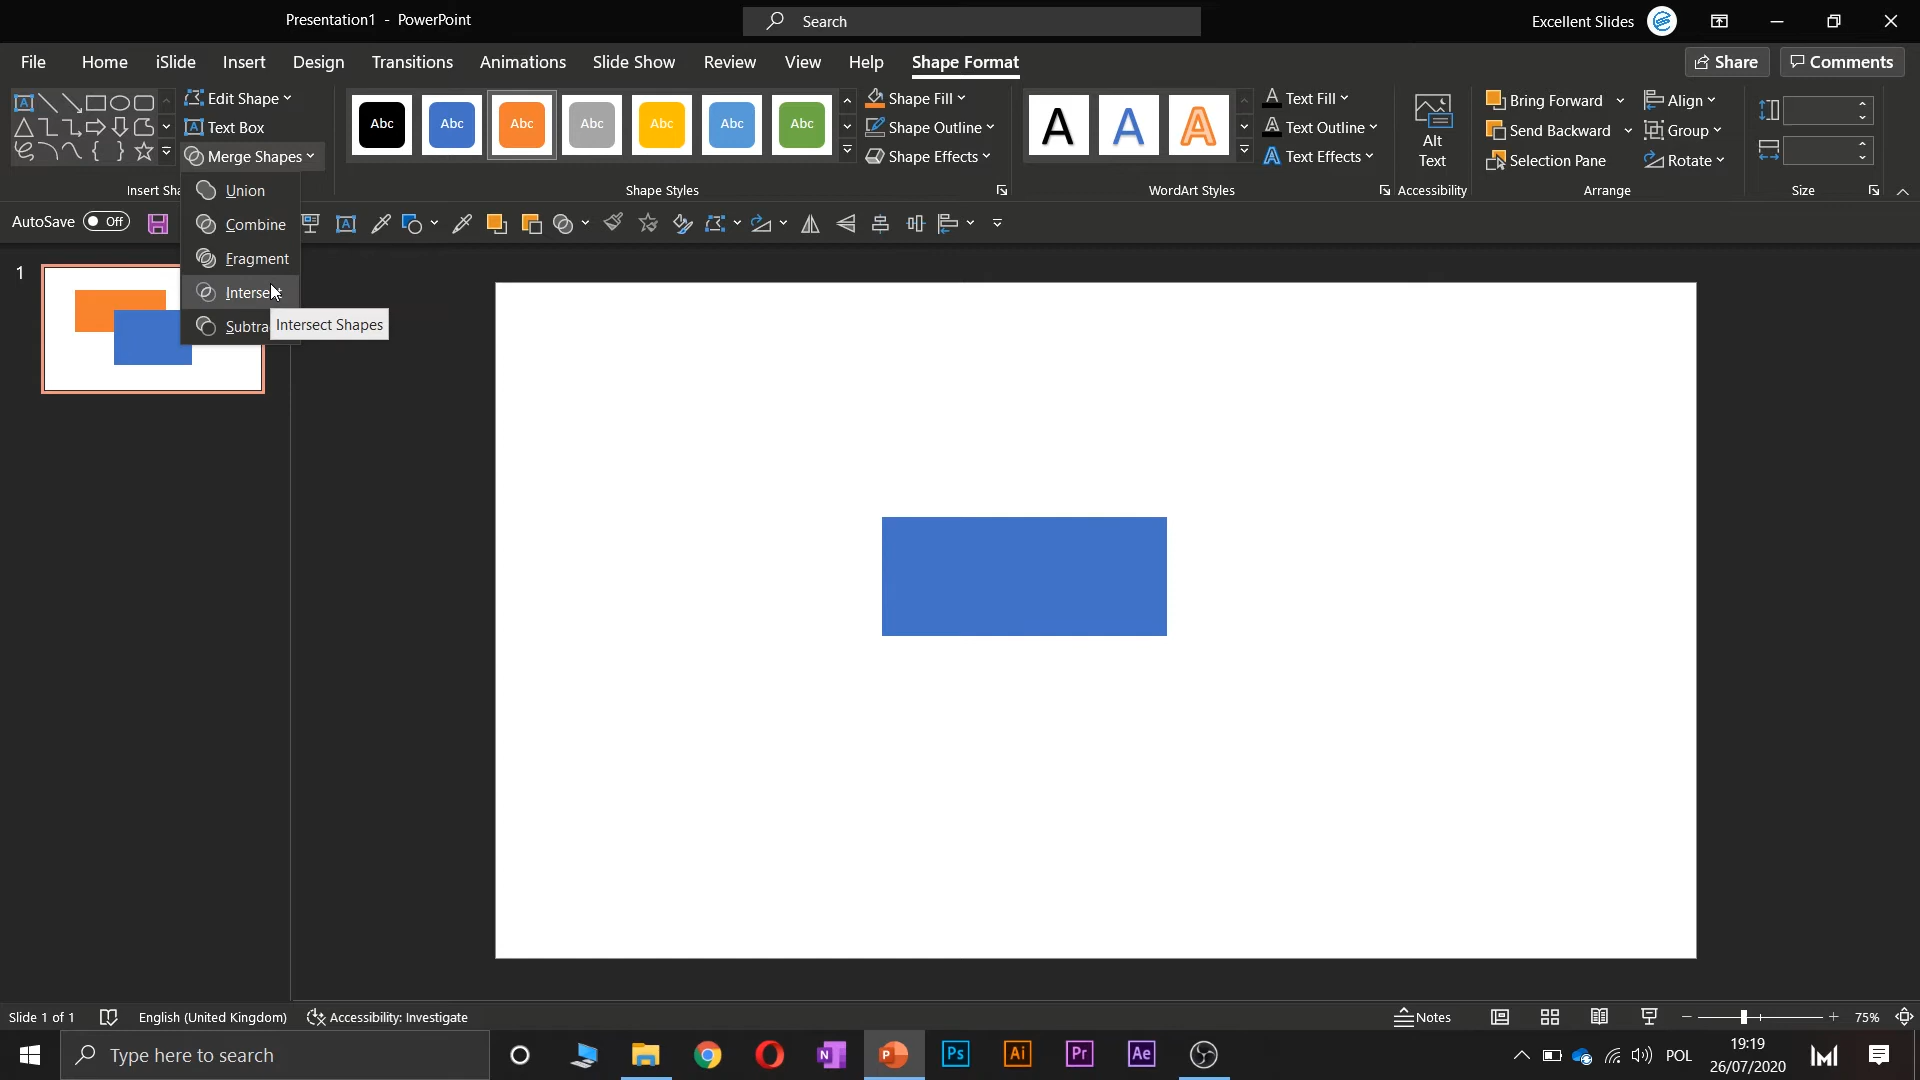 Presentation1 - PowerPoint
Search
Excellent Slides
File Home iSlide Insert Design Transitions Animations Slide Show Review View Help Shape Format
Share
Comments
Edit Shape
Text Box
Merge Shapes
Abc Abc Abc Abc Abc Abc Abc
Shape Fill
Shape Outline
Shape Effects
A A A
Text Fill
Text Outline
Text Effects
Alt
Text
Bring Forward
Send Backward
Selection Pane
Align
Group
Rotate
Insert Sha
Shape Styles
WordArt Styles
Accessibility
Arrange
Size
AutoSave Off
Union
Combine
Fragment
Intersect
Subtra
Intersect Shapes
1
Slide 1 of 1
English (United Kingdom)
Accessibility: Investigate
Notes
75%
Type here to search
N
P
Ps
Ai
Pr
Ae
POL
19:19
26/07/2020